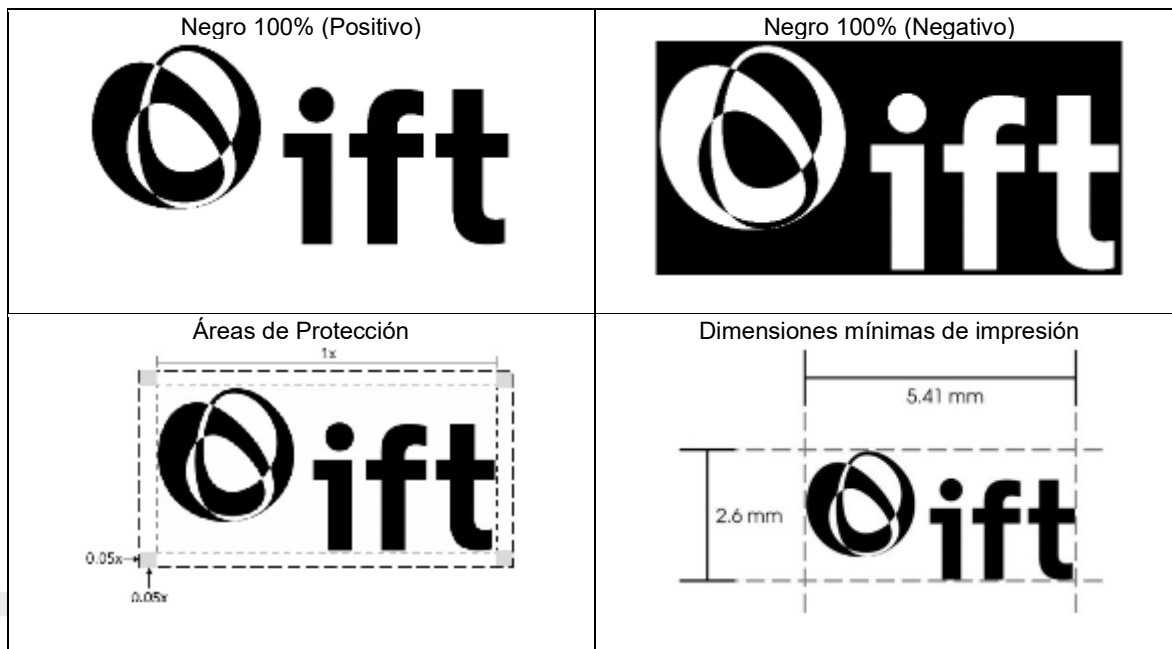 Negro 100% (Positivo)
ift
Negro 100% (Negativo)
ift
Áreas de Protección
1x
ift
0.05x
0.05x
Dimensiones mínimas de impresión
5.41 mm
2.6 mm
ift